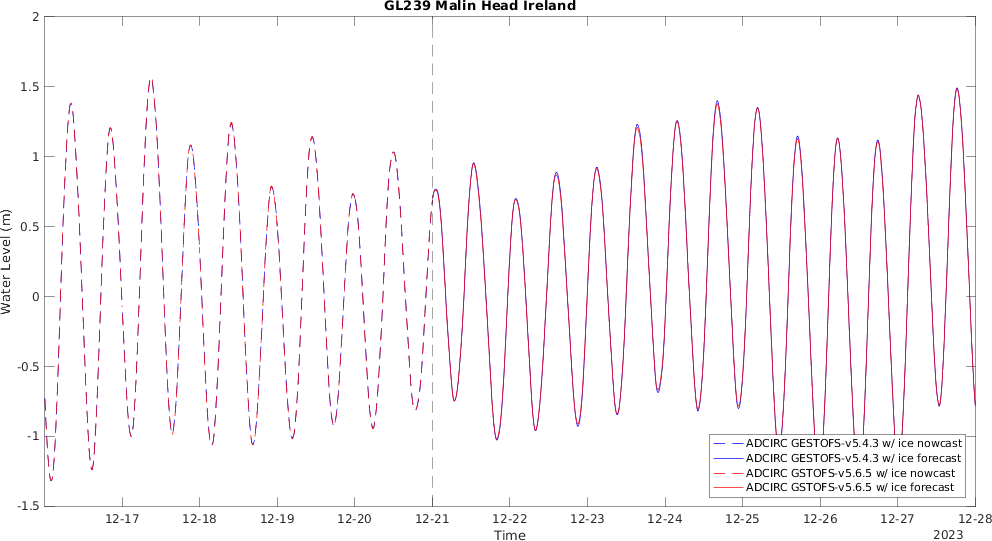 GL239 Malin Head Ireland
2
1.5
1
0.5
0
-0.5
-1
-1.5
Water Level (m)
ADCIRC GESTOFS-v5.4.3 w/ ice nowcast
ADCIRC GESTOFS-v5.4.3 w/ ice forecast
ADCIRC GSTOFS-v5.6.5 w/ ice nowcast
ADCIRC GSTOFS-v5.6.5 w/ ice forecast
12-17 12-18 12-19 12-20 12-21 12-22 12-23 12-24 12-25 12-26 12-27 12-28
Time
2023